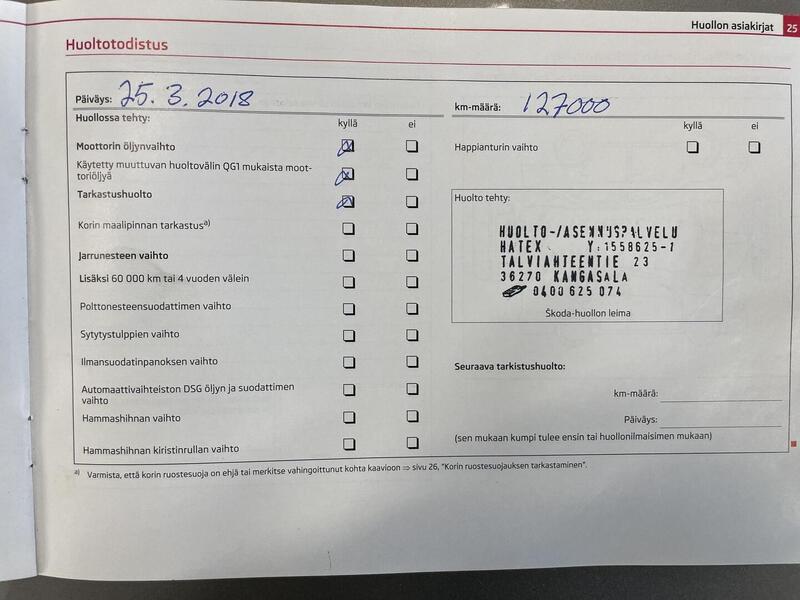 Huollon asiakirjat 25
Huoltotodistus
Päiväys: 25.3.2018
km-määrä: 127000
Huollossa tehty: kyllä ei
kyllä ei
Moottorin öljynvaihto
Käytetty muuttuvan huoltovälin QG1 mukaista moot-
toriöljyä
Tarkastushuolto
Korin maalipinnan tarkastus a)
Jarrunesteen vaihto
Lisäksi 60 000 km tai 4 vuoden välein
Polttonesteensuodattimen vaihto
Sytytystulppien vaihto
Ilmansuodatinpanoksen vaihto
Automaattivaihteiston DSG öljyn ja suodattimen
vaihto
Hammashihnan vaihto
Hammashihnan kiristinrullan vaihto
Happianturin vaihto
Huolto tehty:
HUOLTO-/ASENNUSPALVELU
HATEX Y:1558625-1
TALVIAHTEENTIE 23
36270 KANGASALA
0400 625 074
Škoda-huollon leima
Seuraava tarkistushuolto:
km-määrä:
Päiväys:
(sen mukaan kumpi tulee ensin tai huollonilmaisimen mukaan)
a) Varmista, että korin ruostesuoja on ehjä tai merkitse vahingoittunut kohta kaavioon ⇒ sivu 26, "Korin ruostesuojauksen tarkastaminen".